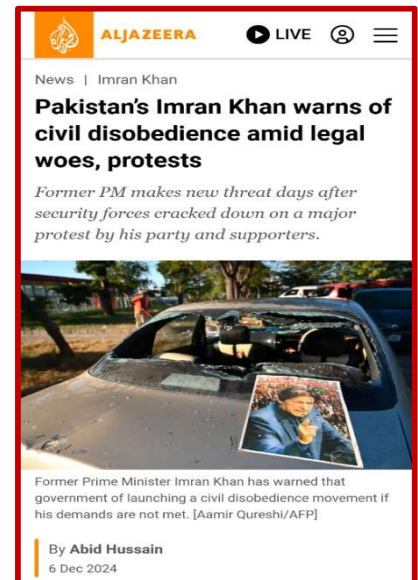 ALJAZEERA LIVE
News | Imran Khan
Pakistan's Imran Khan warns of
civil disobedience amid legal
woes, protests
Former PM makes new threat days after
security forces cracked down on a major
protest by his party and supporters.
Former Prime Minister Imran Khan has warned that
government of launching a civil disobedience movement if
his demands are not met. [Aamir Qureshi/AFP]
By Abid Hussain
6 Dec 2024